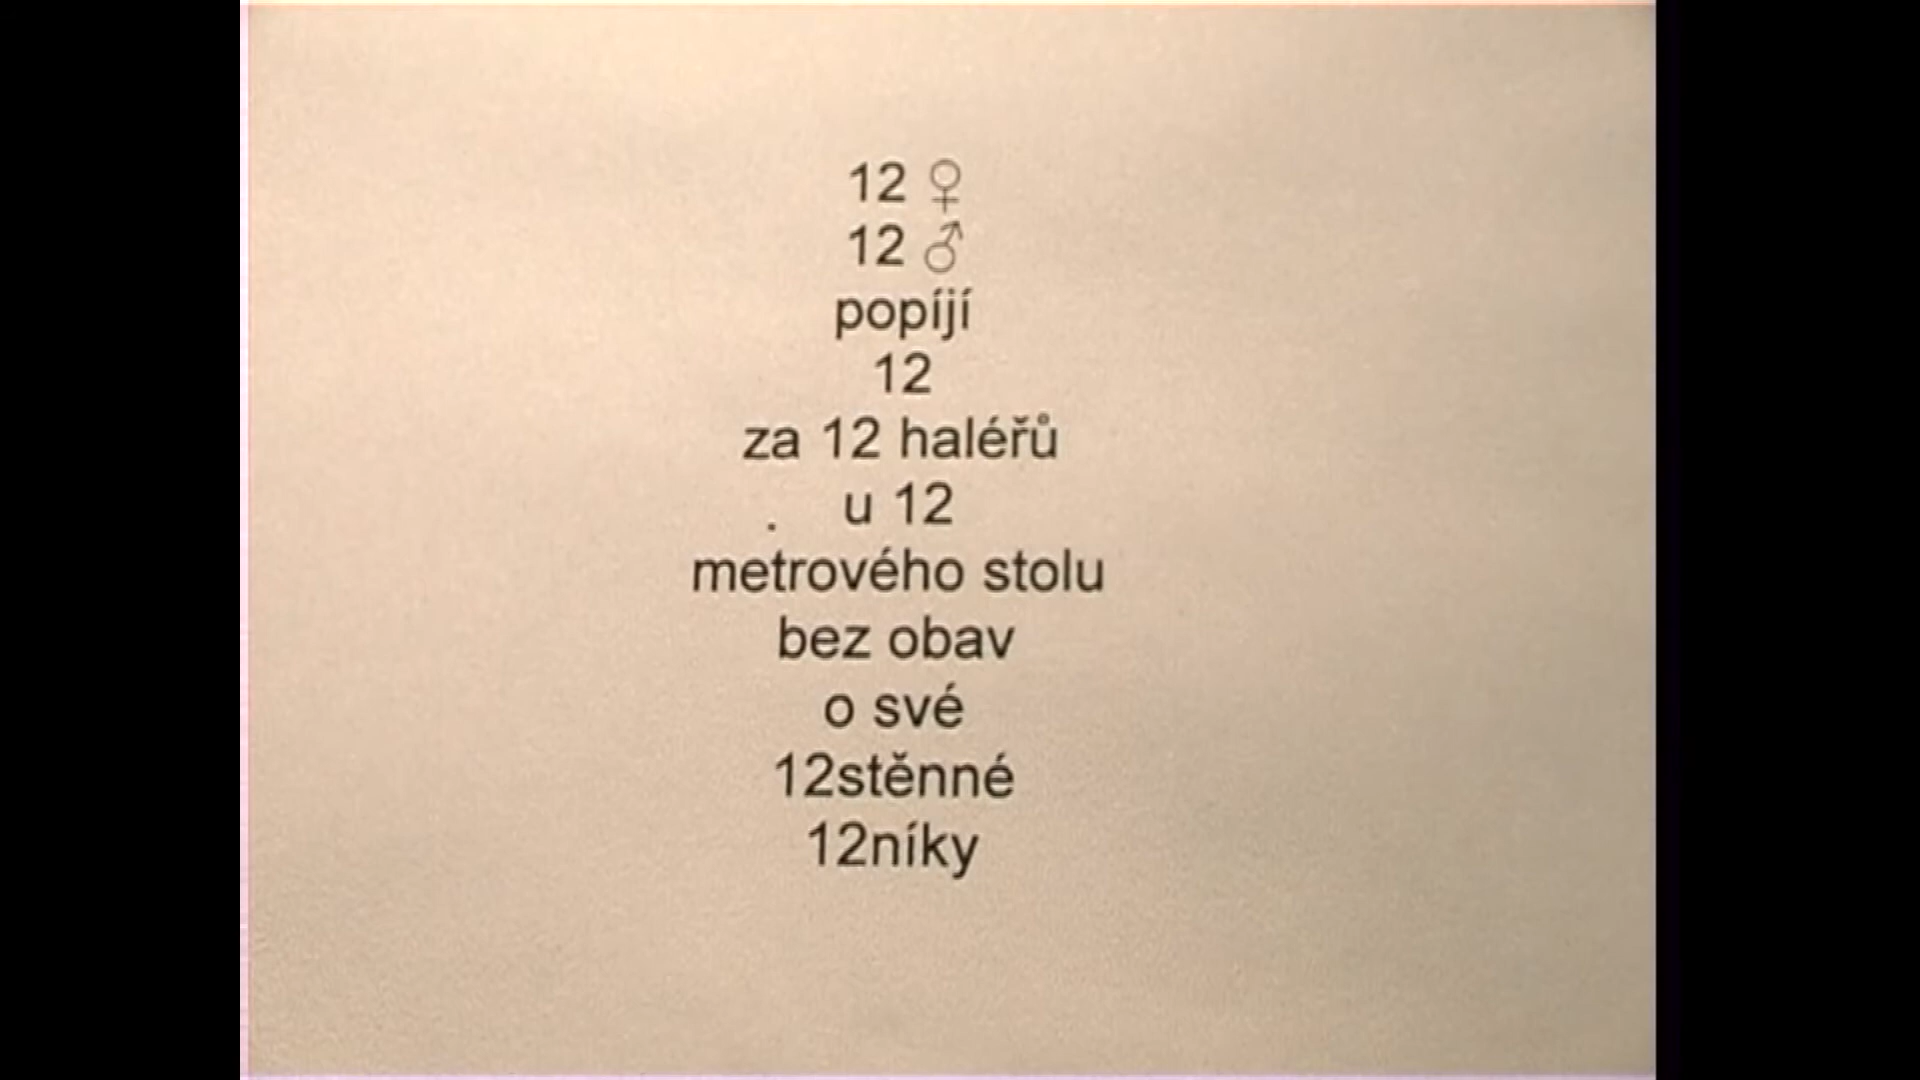 12 ♀
12 ♂
popíjí
12
za 12 haléřů
u 12
metrového stolu
bez obav
o své
12stěnné
12níky